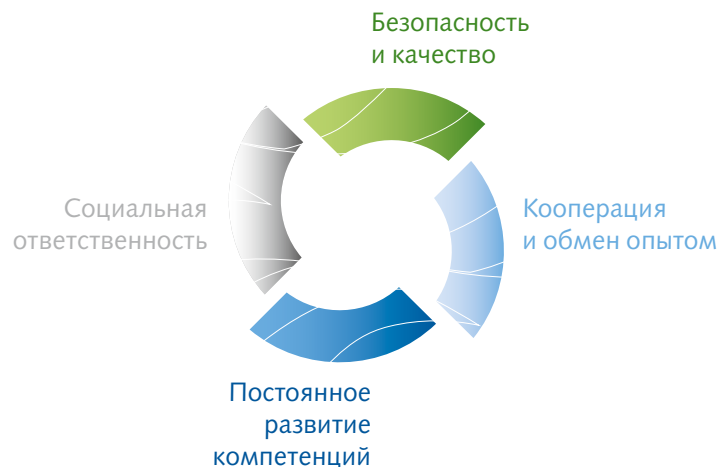 Безопасность
и качество
Социальная
ответственность
Кооперация
и обмен опытом
Постоянное
развитие
компетенций